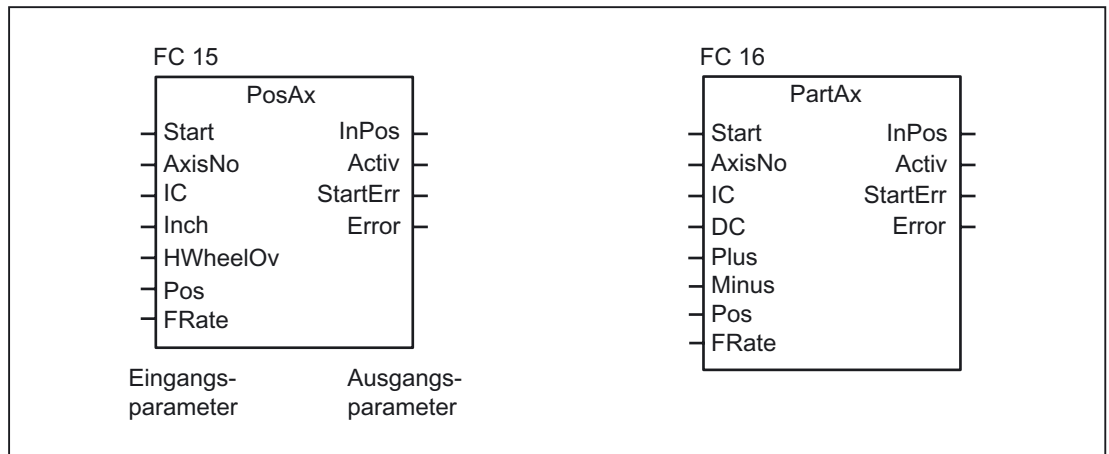 FC 15
PosAx
Start InPos
AxisNo Activ
IC StartErr
Inch Error
HWheelOv
Pos
FRate
Eingangs-
parameter
Ausgangs-
parameter
FC 16
PartAx
Start InPos
AxisNo Activ
IC StartErr
DC Error
Plus
Minus
Pos
FRate